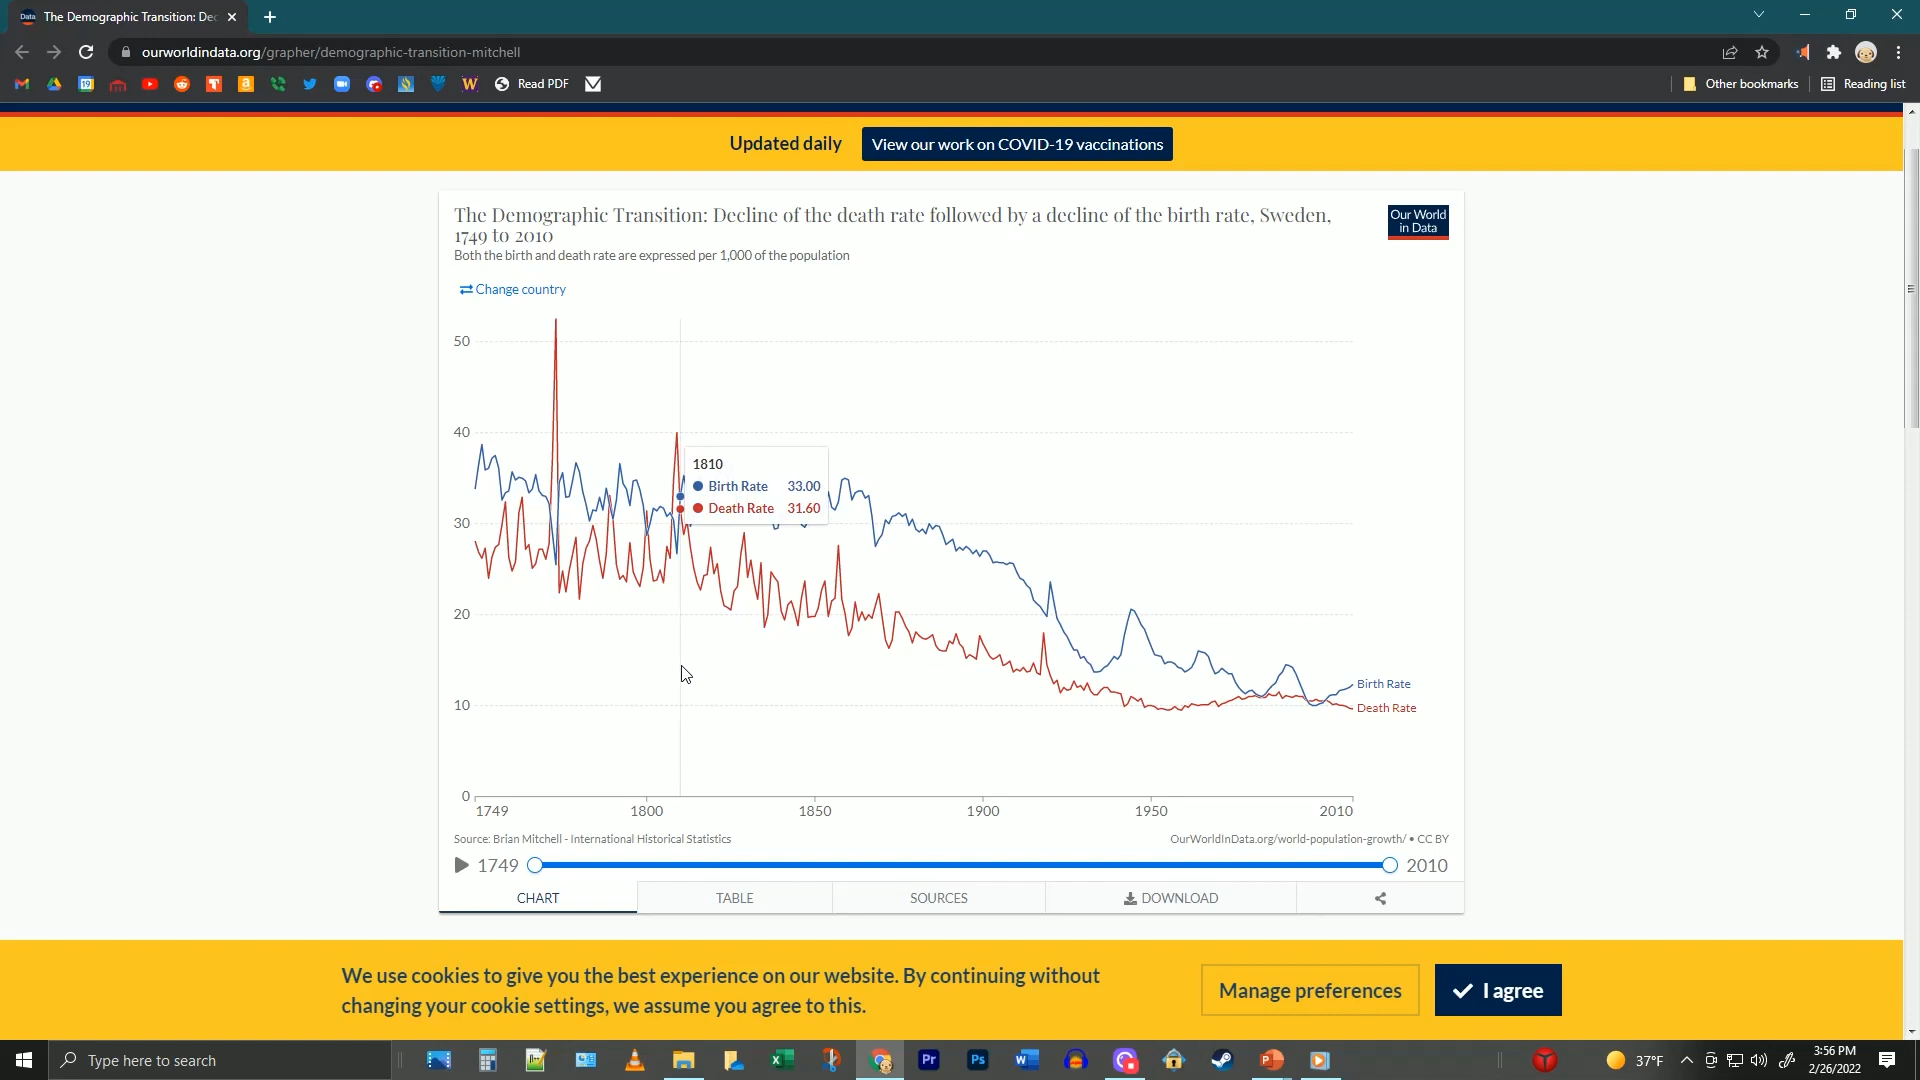 The Demographic Transition: Dec
ourworldindata.org/grapher/demographic-transition-mitchell
Read PDF
Other bookmarks
Reading list
Updated daily
View our work on COVID-19 vaccinations
The Demographic Transition: Decline of the death rate followed by a decline of the birth rate, Sweden,
1749 to 2010
Both the birth and death rate are expressed per 1,000 of the population
Our World
in Data
Change country
50
40
30
20
10
0
1810
Birth Rate 33.00
Death Rate 31.60
Birth Rate
Death Rate
1749 1800 1850 1900 1950 2010
Source: Brian Mitchell - International Historical Statistics
OurWorldInData.org/world-population-growth/ • CC BY
1749 2010
CHART TABLE SOURCES DOWNLOAD
We use cookies to give you the best experience on our website. By continuing without
changing your cookie settings, we assume you agree to this.
Manage preferences
I agree
Type here to search
37°F
3:56 PM
2/26/2022